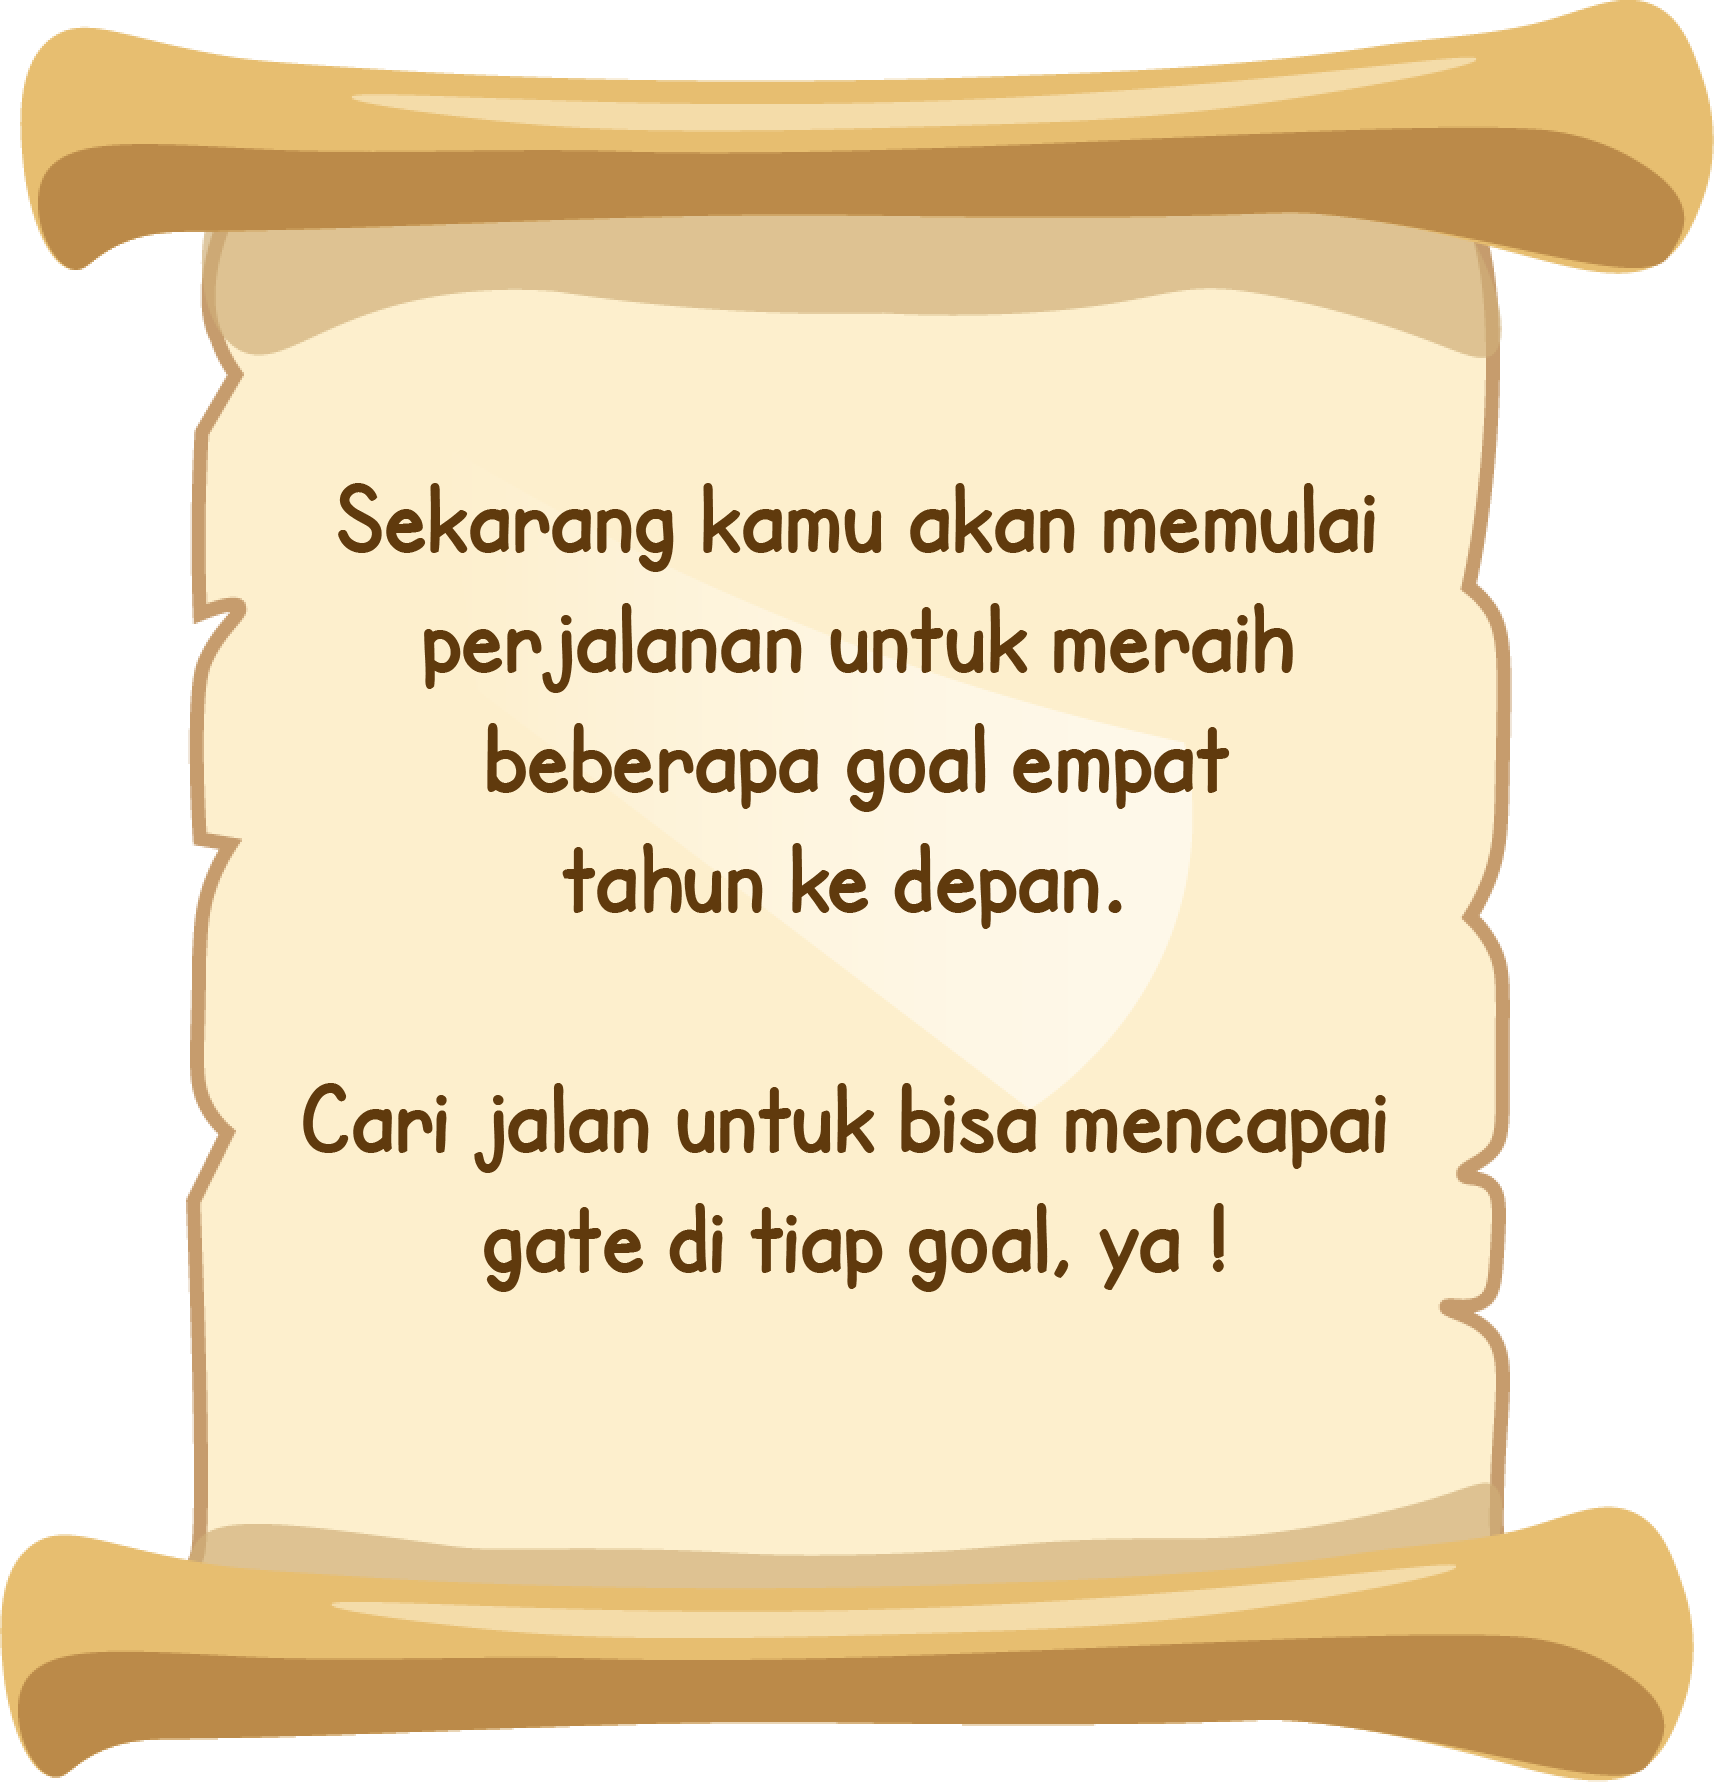 Sekarang kamu akan memulai
perjalanan untuk meraih
beberapa goal empat
tahun ke depan.
Cari jalan untuk bisa mencapai
gate di tiap goal, ya !